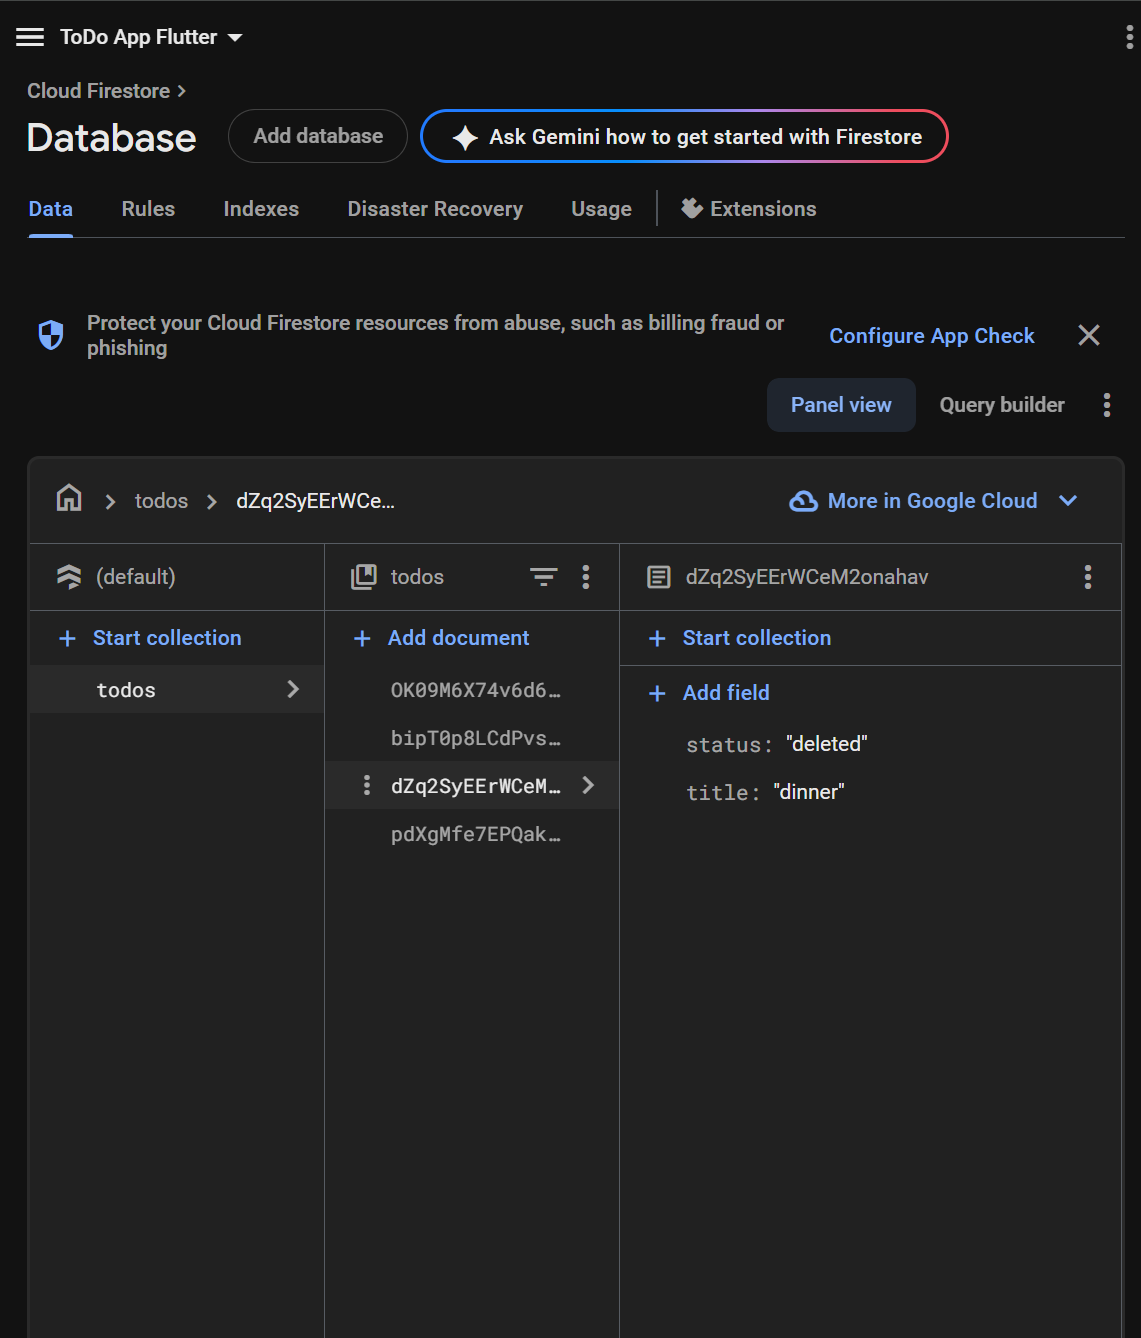 ToDo App Flutter
Cloud Firestore
Database
Add database
Ask Gemini how to get started with Firestore
Data
Rules
Indexes
Disaster Recovery
Usage
Extensions
Protect your Cloud Firestore resources from abuse, such as billing fraud or
phishing
Configure App Check
Panel view
Query builder
todos
dZq2SyEErWCe…
More in Google Cloud
(default)
todos
dZq2SyEErWCeM2onahav
+ Start collection
+ Add document
+ Start collection
todos
OK09M6X74v6d6…
bipT0p8LCdPvs…
dZq2SyEErWCeM…
pdXgMfe7EPQak…
+ Add field
status: "deleted"
title: "dinner"